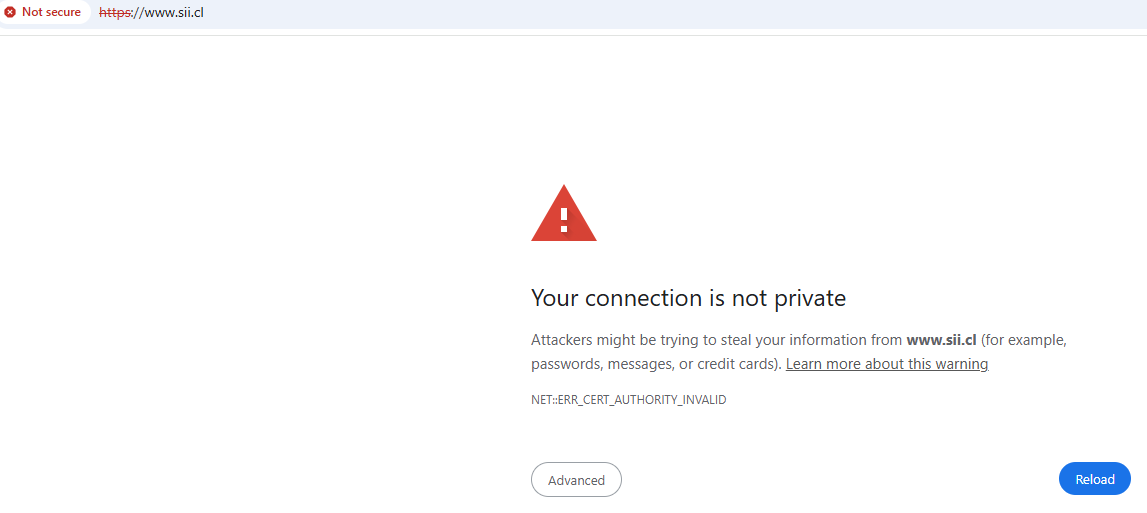 Not secure https://www.sii.cl
Your connection is not private
Attackers might be trying to steal your information from www.sii.cl (for example,
passwords, messages, or credit cards). Learn more about this warning
NET::ERR_CERT_AUTHORITY_INVALID
Advanced Reload